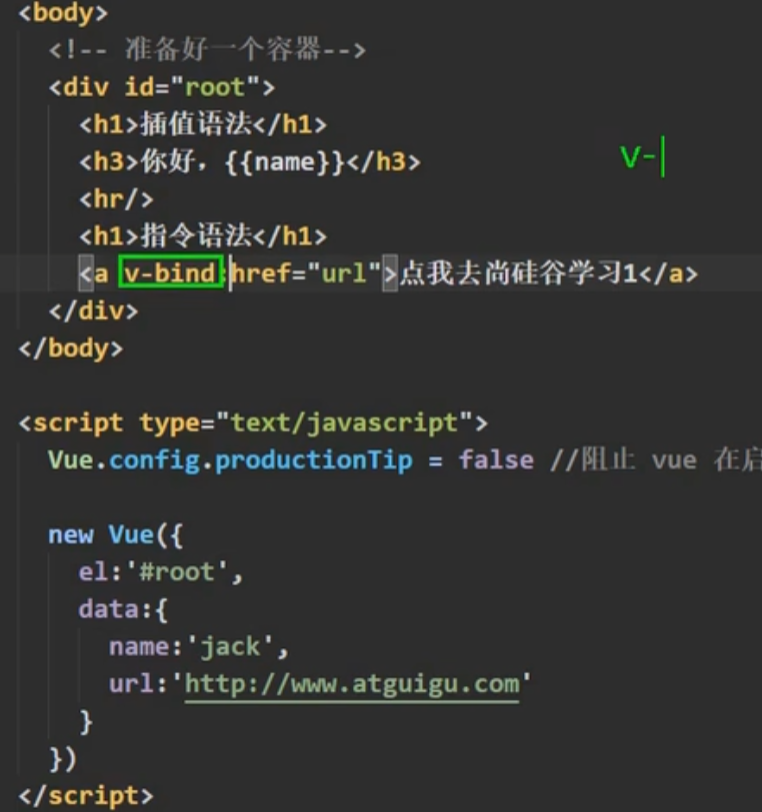 <body>
<!-- 准备好一个容器-->
<div id="root">
<h1>插值语法</h1>
<h3>你好，{{name}}</h3>
V-
<hr/>
<h1>指令语法</h1>
<a v-bind:href="url">点我去尚硅谷学习1</a>
</div>
</body>
<script type="text/javascript">
Vue.config.productionTip = false //阻止 vue 在启
new Vue({
el:'#root',
data:{
name:'jack',
url:'http://www.atguigu.com'
}
})
</script>